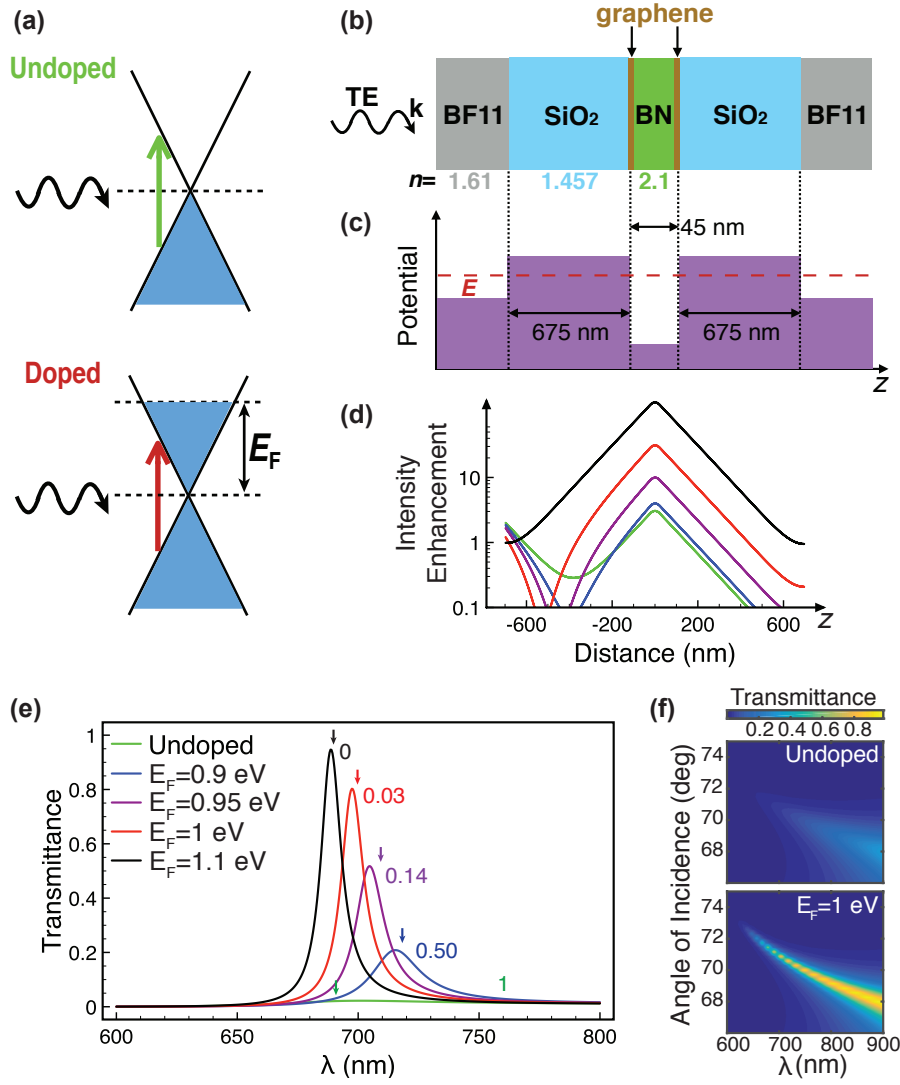 (a)
Undoped
Doped
E_F
(b)
graphene
TE
k
BF11 SiO₂ BN SiO₂ BF11
n= 1.61 1.457 2.1
(c)
45 nm
Potential
E
675 nm 675 nm
z
(d)
Intensity
Enhancement
10
1
0.1
-600 -200 200 600 z
Distance (nm)
(e)
Transmittance
1
0.8
0.6
0.4
0.2
0
Undoped
E_F=0.9 eV
E_F=0.95 eV
E_F=1 eV
E_F=1.1 eV
0
0.03
0.14
0.50
1
600 650 700 750 800
λ (nm)
(f)
Transmittance
0.2 0.4 0.6 0.8
Undoped
74
72
70
68
Angle of Incidence (deg)
E_F=1 eV
74
72
70
68
600 700 800 900
λ(nm)